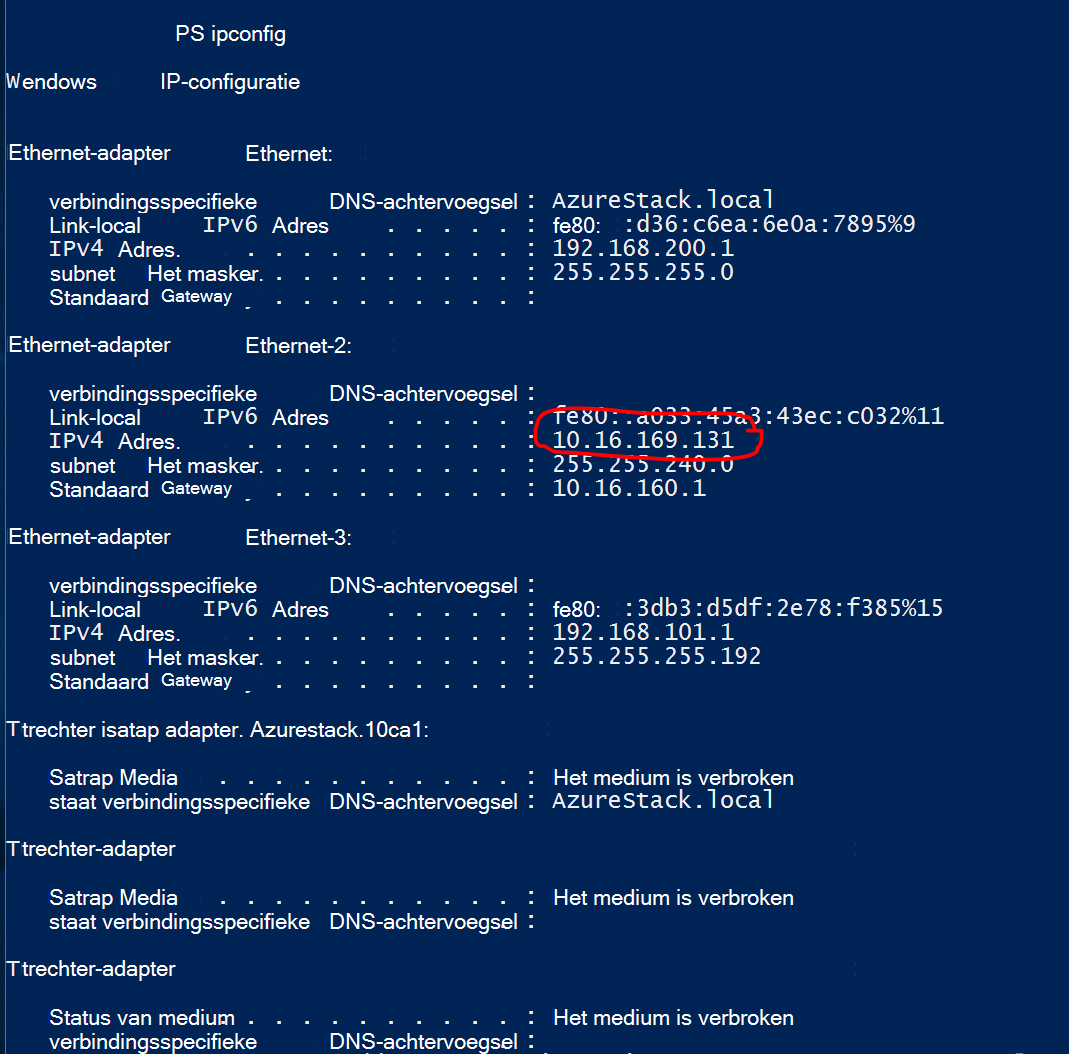 PS ipconfig
Wendows IP-configuratie
Ethernet-adapter Ethernet:
verbindingsspecifieke DNS-achtervoegsel : AzureStack.local
Link-local IPv6 Adres . . . . . . : fe80: :d36:c6ea:6e0a:7895%9
IPv4 Adres. . . . . . . . . . . : 192.168.200.1
subnet Het masker. . . . . . . . . . : 255.255.255.0
Standaard Gateway . . . . . . . . . . :
Ethernet-adapter Ethernet-2:
verbindingsspecifieke DNS-achtervoegsel :
Link-local IPv6 Adres . . . . . . : fe80::a033:45a3:43ec:c032%11
IPv4 Adres. . . . . . . . . . . : 10.16.169.131
subnet Het masker. . . . . . . . . . : 255.255.240.0
Standaard Gateway . . . . . . . . . . : 10.16.160.1
Ethernet-adapter Ethernet-3:
verbindingsspecifieke DNS-achtervoegsel :
Link-local IPv6 Adres . . . . . . : fe80: :3db3:d5df:2e78:f385%15
IPv4 Adres. . . . . . . . . . . : 192.168.101.1
subnet Het masker. . . . . . . . . . : 255.255.255.192
Standaard Gateway . . . . . . . . . . :
Ttrechter isatap adapter. Azurestack.10ca1:
Satrap Media . . . . . . . . . . . : Het medium is verbroken
staat verbindingsspecifieke DNS-achtervoegsel : AzureStack.local
Ttrechter-adapter
Satrap Media . . . . . . . . . . . : Het medium is verbroken
staat verbindingsspecifieke DNS-achtervoegsel :
Ttrechter-adapter
Status van medium . . . . . . . . . . : Het medium is verbroken
verbindingsspecifieke DNS-achtervoegsel :